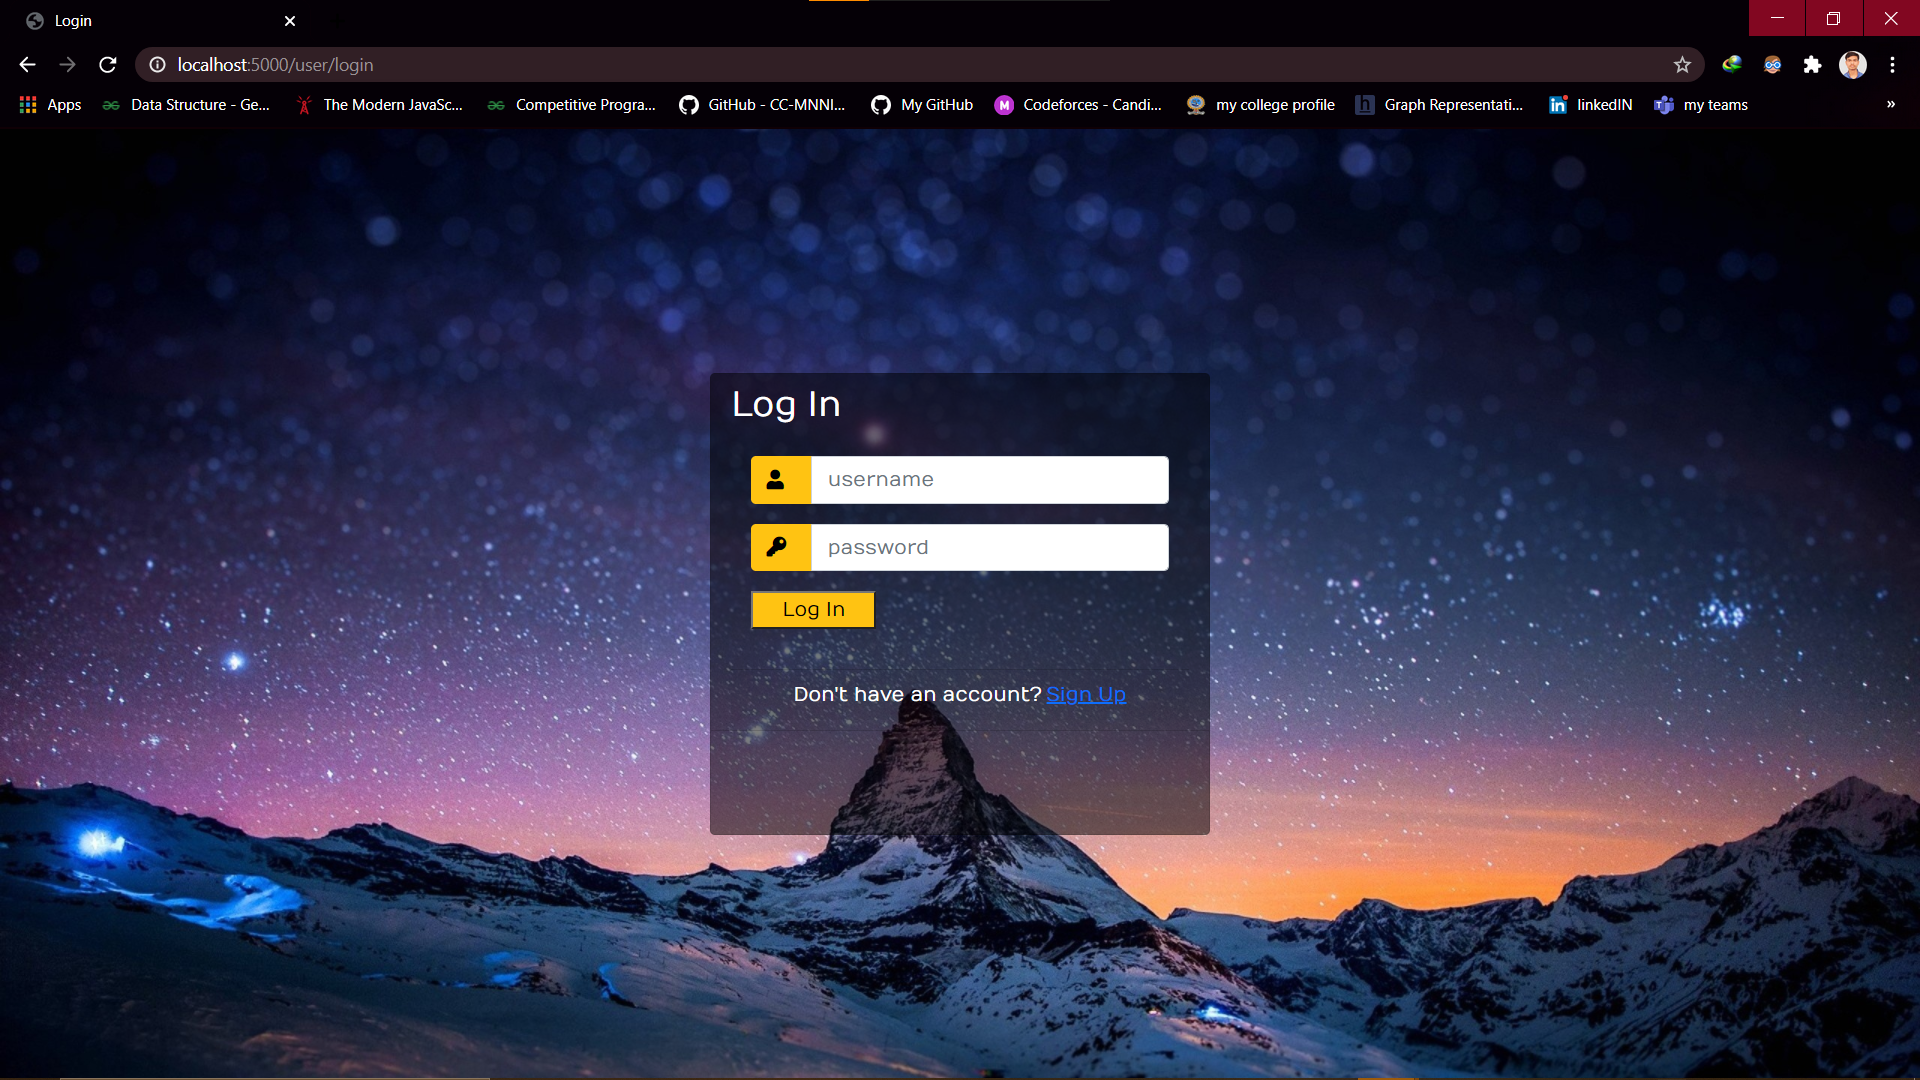 Login
localhost:5000/user/login
Apps
Data Structure - Ge...
The Modern JavaSc...
Competitive Progra...
GitHub - CC-MNNI...
My GitHub
M
Codeforces - Candi...
my college profile
h
Graph Representati...
in
linkedIN
my teams
»
Log In
username
password
Log In
Don't have an account? Sign Up